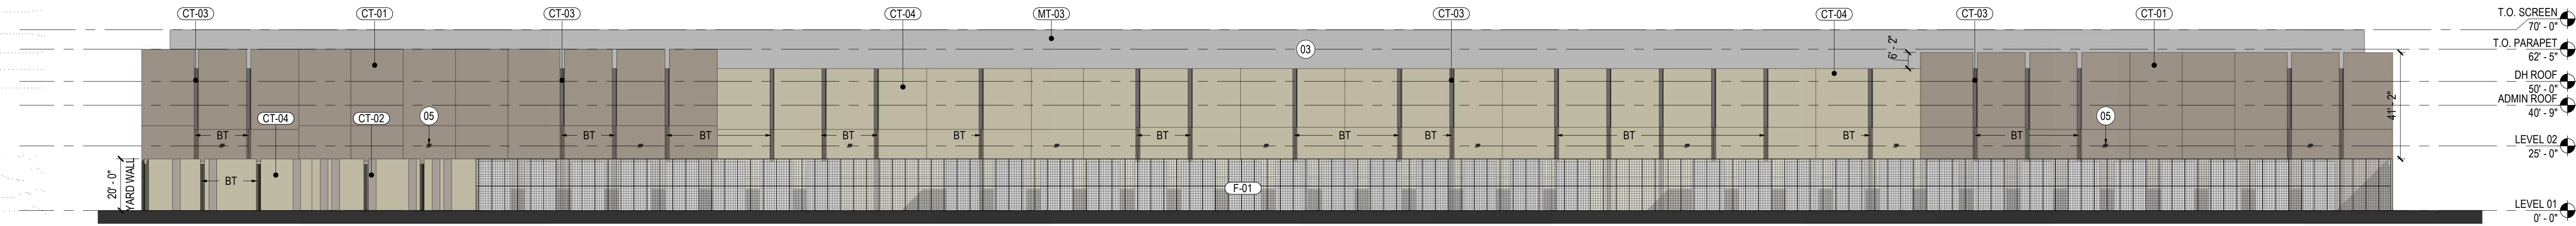 CT-03
CT-01
CT-03
CT-04
MT-03
CT-03
CT-04
CT-03
CT-01
T.O. SCREEN
70' - 0"
03
6' - 2"
T.O. PARAPET
62' - 5"
DH ROOF
50' - 0"
ADMIN ROOF
40' - 9"
41' - 2"
CT-04
CT-02
05
05
BT
BT
BT
BT
BT
BT
BT
BT
BT
BT
BT
LEVEL 02
25' - 0"
20' - 0"
YARD WALL
BT
F-01
LEVEL 01
0' - 0"